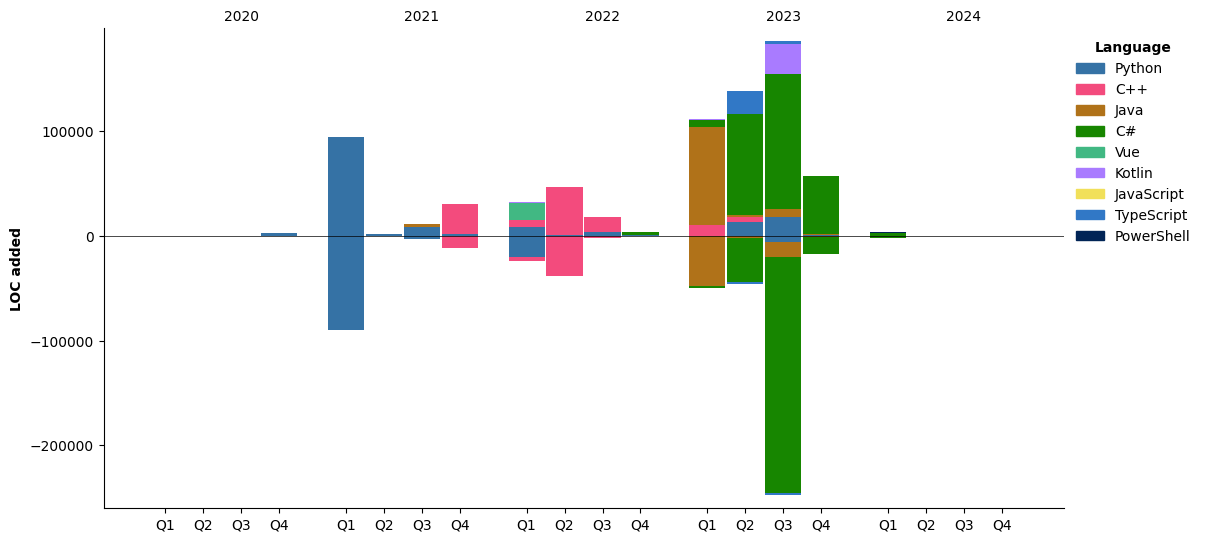 2020 2021 2022 2023 2024
Language
Python
C++
Java
C#
Vue
Kotlin
JavaScript
TypeScript
PowerShell
LOC added
100000
0
−100000
−200000
Q1 Q2 Q3 Q4 Q1 Q2 Q3 Q4 Q1 Q2 Q3 Q4 Q1 Q2 Q3 Q4 Q1 Q2 Q3 Q4